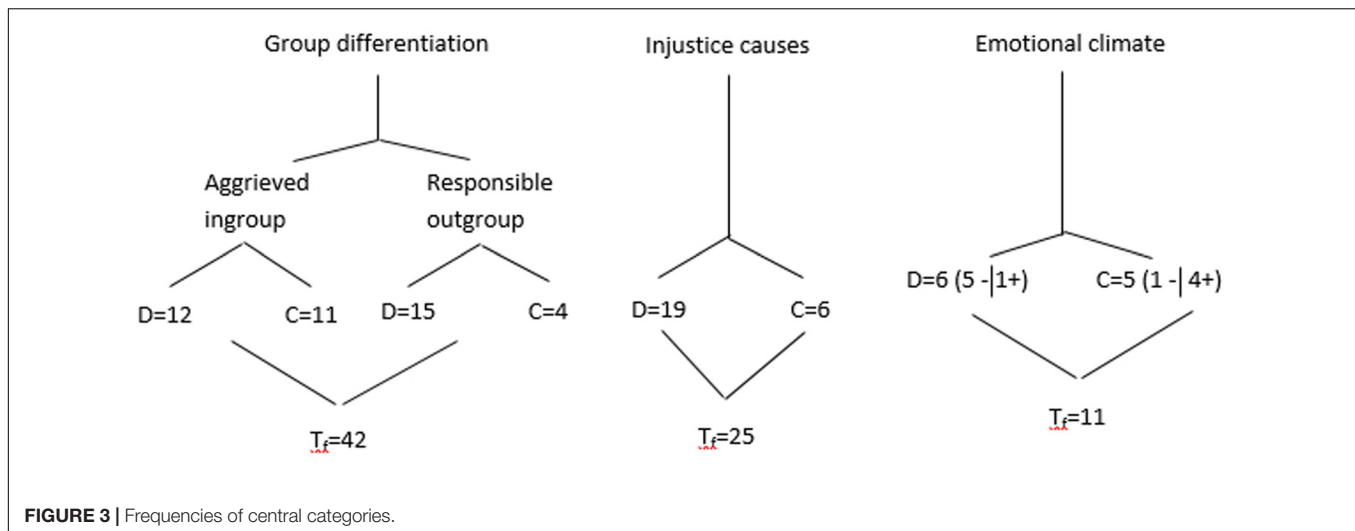 Group differentiation
Injustice causes
Emotional climate
Aggrieved
ingroup
Responsible
outgroup
D=12
C=11
D=15
C=4
D=19
C=6
D=6 (5 -|1+)
C=5 (1 -| 4+)
Tf=42
Tf=25
Tf=11
FIGURE 3 | Frequencies of central categories.